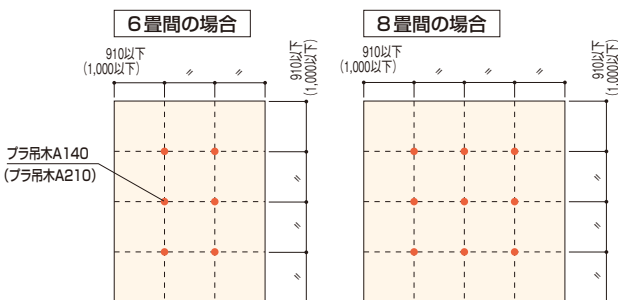 6畳間の場合
910以下
(1,000以下)
〃
〃
910以下
(1,000以下)
〃
〃
〃
プラ吊木A140
(プラ吊木A210)
8畳間の場合
910以下
(1,000以下)
〃
〃
〃
910以下
(1,000以下)
〃
〃
〃